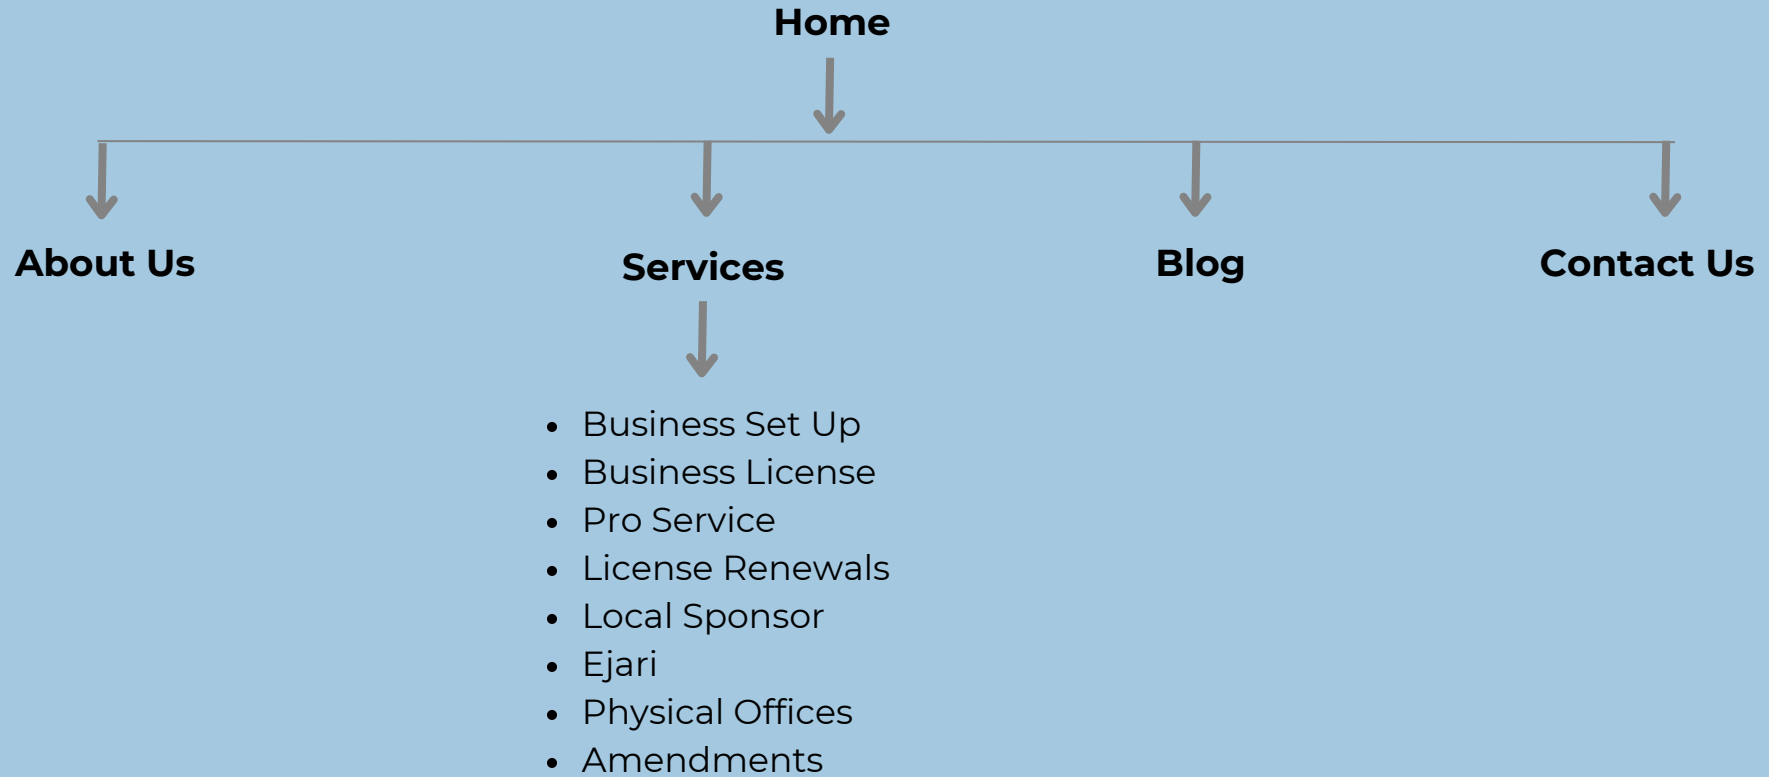 Home
About Us
Services
Blog
Contact Us
• Business Set Up
• Business License
• Pro Service
• License Renewals
• Local Sponsor
• Ejari
• Physical Offices
• Amendments